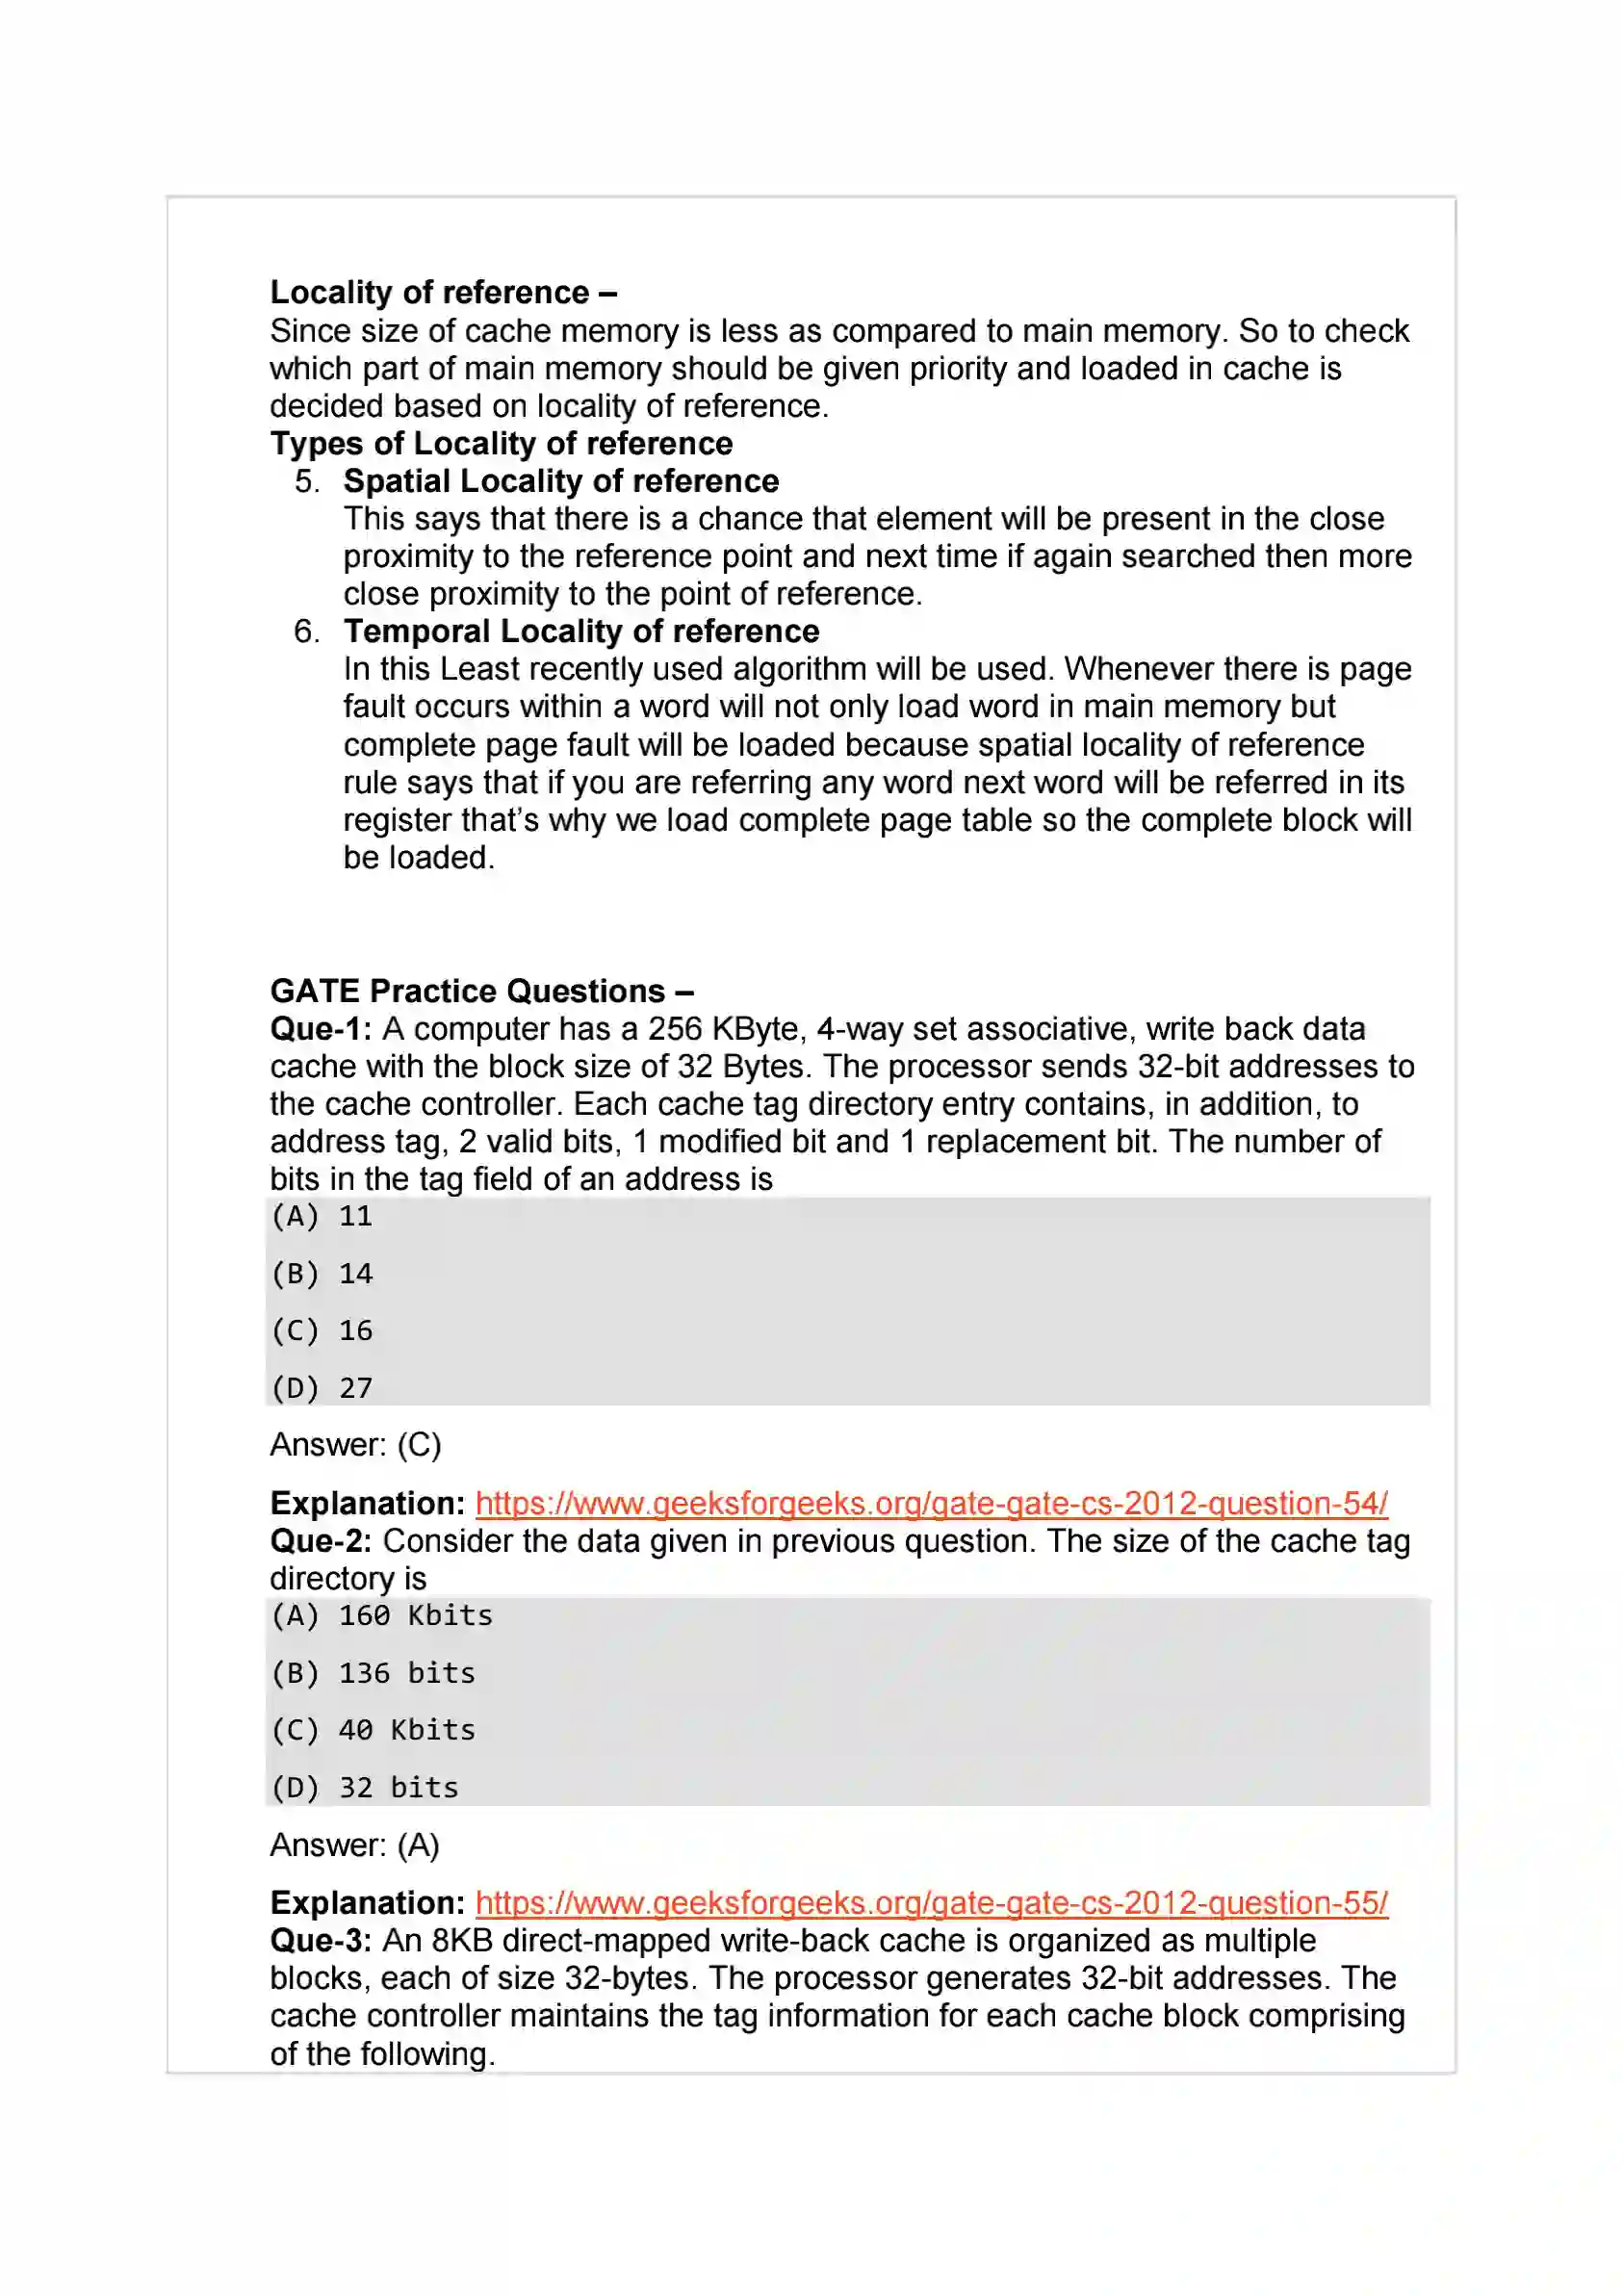 Locality of reference –
Since size of cache memory is less as compared to main memory. So to check
which part of main memory should be given priority and loaded in cache is
decided based on locality of reference.
Types of Locality of reference
5. Spatial Locality of reference
This says that there is a chance that element will be present in the close
proximity to the reference point and next time if again searched then more
close proximity to the point of reference.
6. Temporal Locality of reference
In this Least recently used algorithm will be used. Whenever there is page
fault occurs within a word will not only load word in main memory but
complete page fault will be loaded because spatial locality of reference
rule says that if you are referring any word next word will be referred in its
register that’s why we load complete page table so the complete block will
be loaded.
GATE Practice Questions –
Que-1: A computer has a 256 KByte, 4-way set associative, write back data
cache with the block size of 32 Bytes. The processor sends 32-bit addresses to
the cache controller. Each cache tag directory entry contains, in addition, to
address tag, 2 valid bits, 1 modified bit and 1 replacement bit. The number of
bits in the tag field of an address is
(A) 11
(B) 14
(C) 16
(D) 27
Answer: (C)
Explanation: https://www.geeksforgeeks.org/gate-gate-cs-2012-question-54/
Que-2: Consider the data given in previous question. The size of the cache tag
directory is
(A) 160 Kbits
(B) 136 bits
(C) 40 Kbits
(D) 32 bits
Answer: (A)
Explanation: https://www.geeksforgeeks.org/gate-gate-cs-2012-question-55/
Que-3: An 8KB direct-mapped write-back cache is organized as multiple
blocks, each of size 32-bytes. The processor generates 32-bit addresses. The
cache controller maintains the tag information for each cache block comprising
of the following.